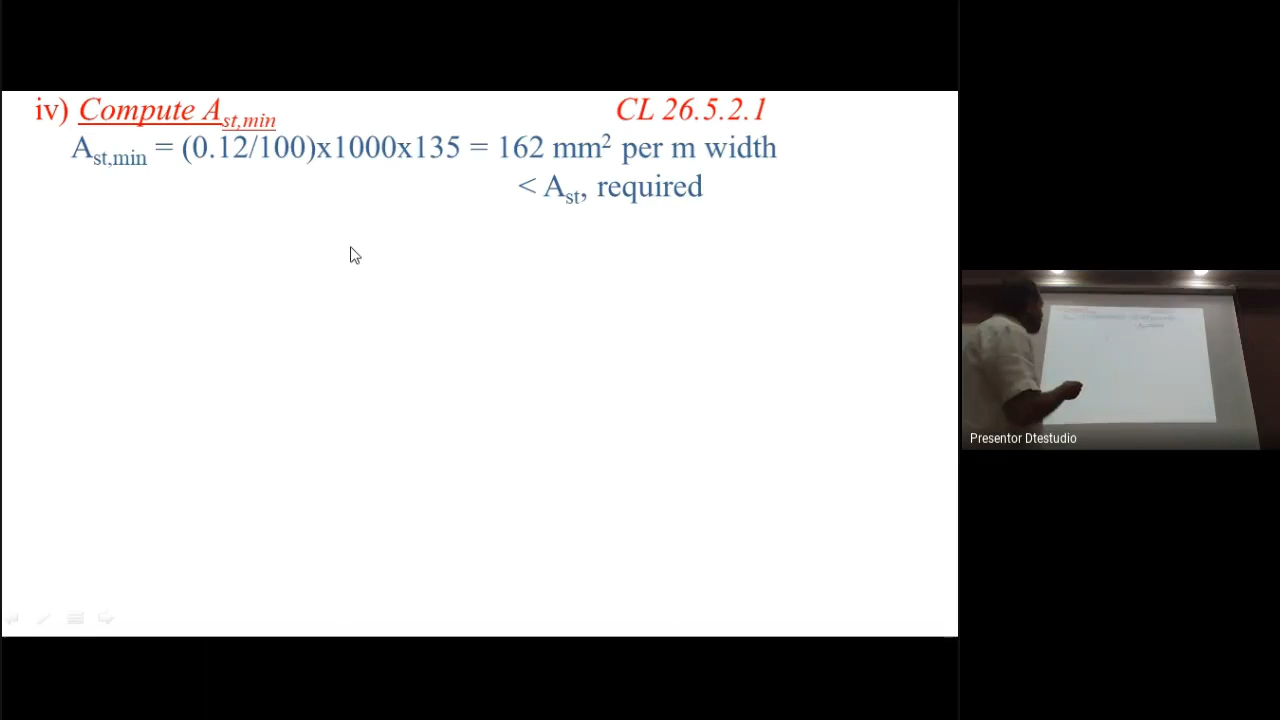 iv) Compute Ast,min CL 26.5.2.1
Ast,min = (0.12/100)x1000x135 = 162 mm² per m width
< Ast, required
Presentor Dtestudio